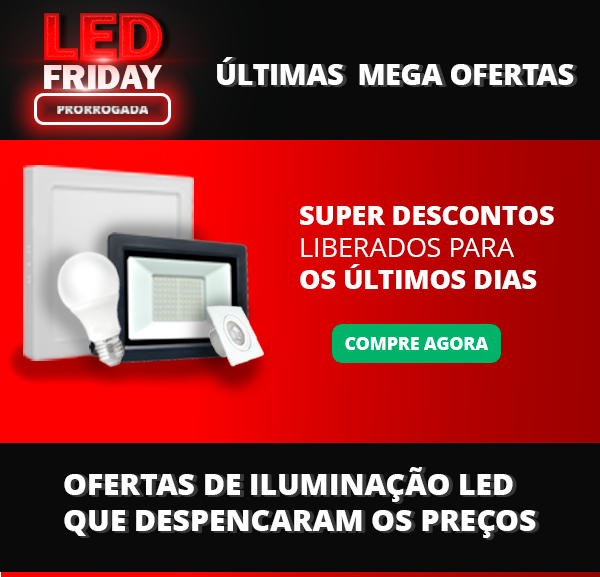 LED
FRIDAY
PRORROGADA
ÚLTIMAS MEGA OFERTAS
SUPER DESCONTOS
LIBERADOS PARA
OS ÚLTIMOS DIAS
COMPRE AGORA
OFERTAS DE ILUMINAÇÃO LED
QUE DESPENCARAM OS PREÇOS